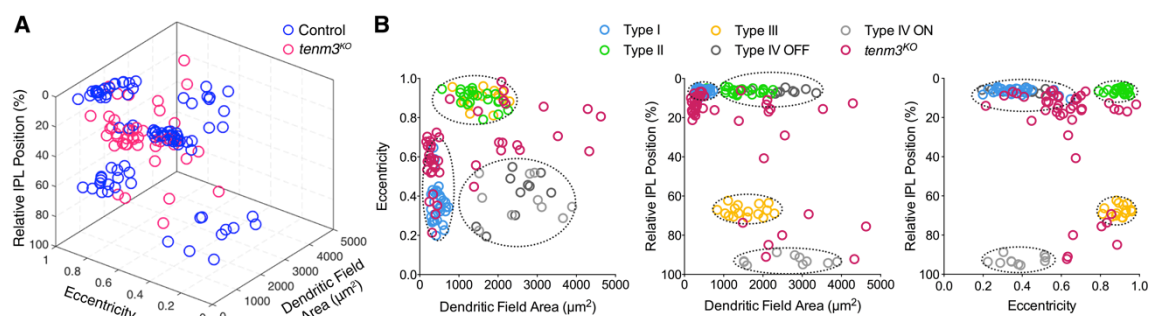 A
Control
tenm3KO
Relative IPL Position (%)
0
20
40
60
80
100
1
0.8
0.6
0.4
0.2
Eccentricity
0
1000
2000
3000
4000
5000
Dendritic Field
Area (μm2)
B
Type I
Type III
Type IV ON
Type II
Type IV OFF
tenm3KO
Eccentricity
1.0
0.8
0.6
0.4
0.2
0.0
0 1000 2000 3000 4000 5000
Dendritic Field Area (μm2)
Relative IPL Position (%)
0
20
40
60
80
100
0 1000 2000 3000 4000 5000
Dendritic Field Area (μm2)
Relative IPL Position (%)
0
20
40
60
80
100
0.0 0.2 0.4 0.6 0.8 1.0
Eccentricity